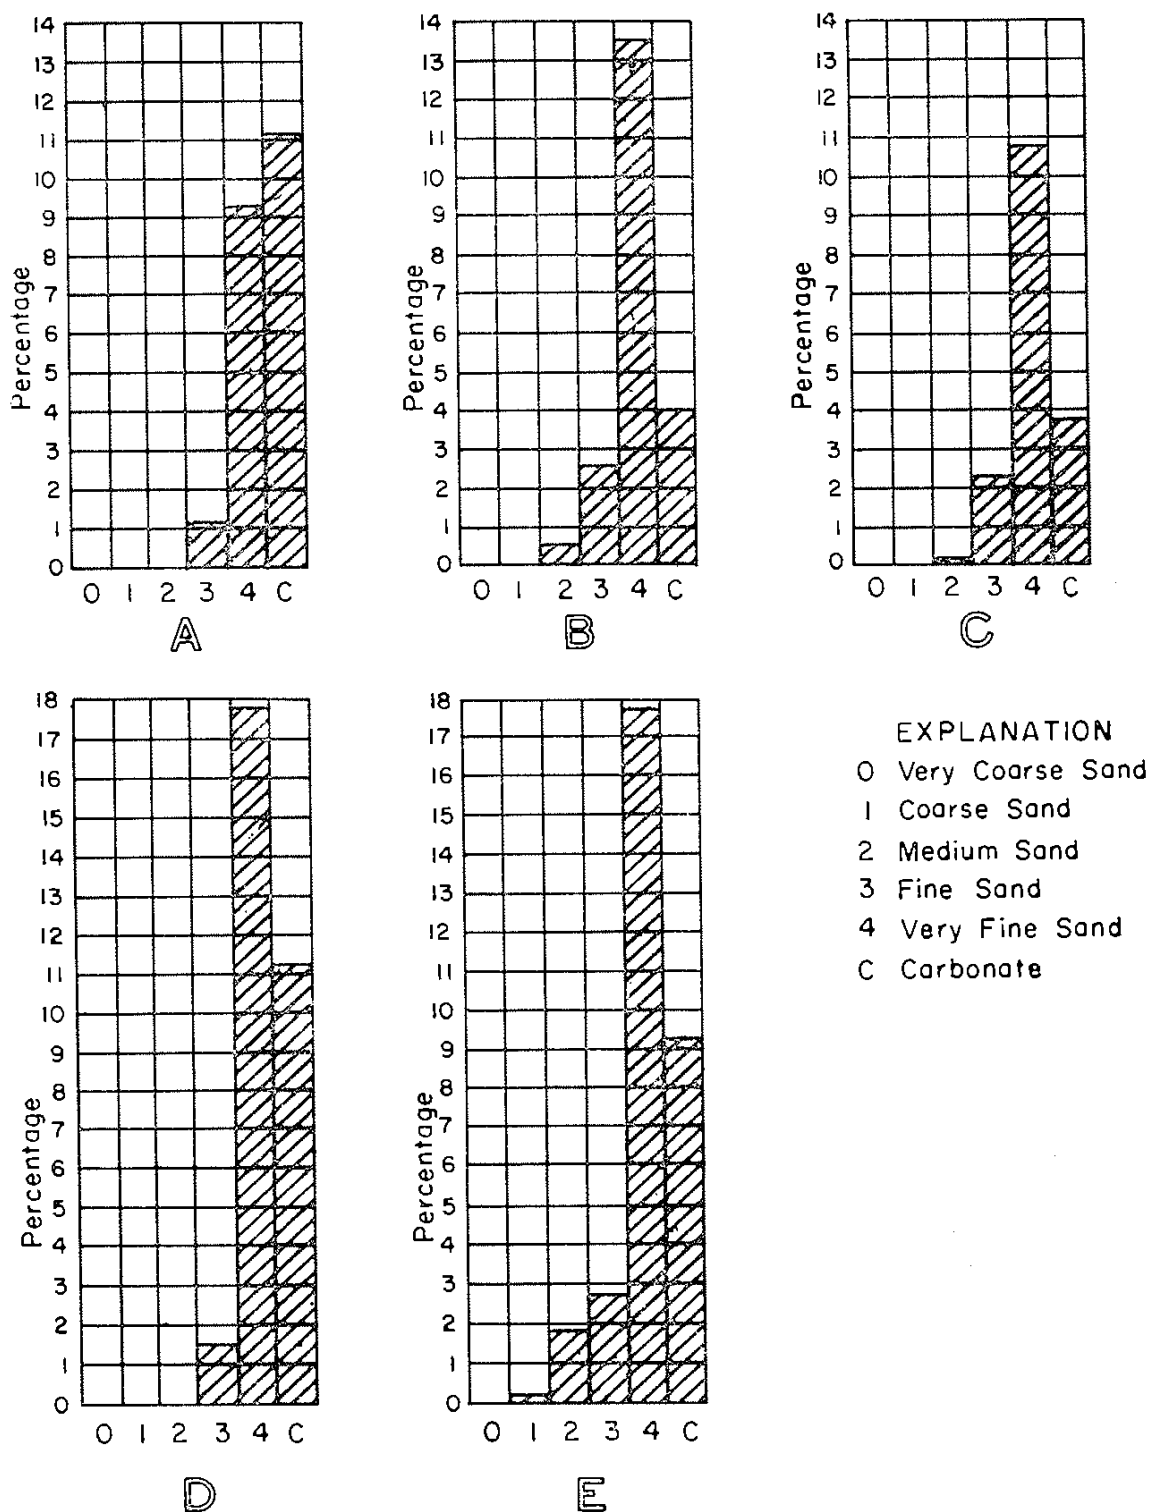 14 14 14
13 13 13
12 12 12
11 11 11
10 10 10
9 9 9
8 8 8
7 7 7
6 6 6
5 5 5
4 4 4
3 3 3
2 2 2
1 1 1
0 0 0
Percentage Percentage Percentage
0 1 2 3 4 C 0 1 2 3 4 C 0 1 2 3 4 C
A B C
18 18
17 17
16 16
15 15
14 14
13 13
12 12
11 11
10 10
9 9
8 8
7 7
6 6
5 5
4 4
3 3
2 2
1 1
0 0
Percentage Percentage
0 1 2 3 4 C 0 1 2 3 4 C
D E
EXPLANATION
0 Very Coarse Sand
1 Coarse Sand
2 Medium Sand
3 Fine Sand
4 Very Fine Sand
C Carbonate